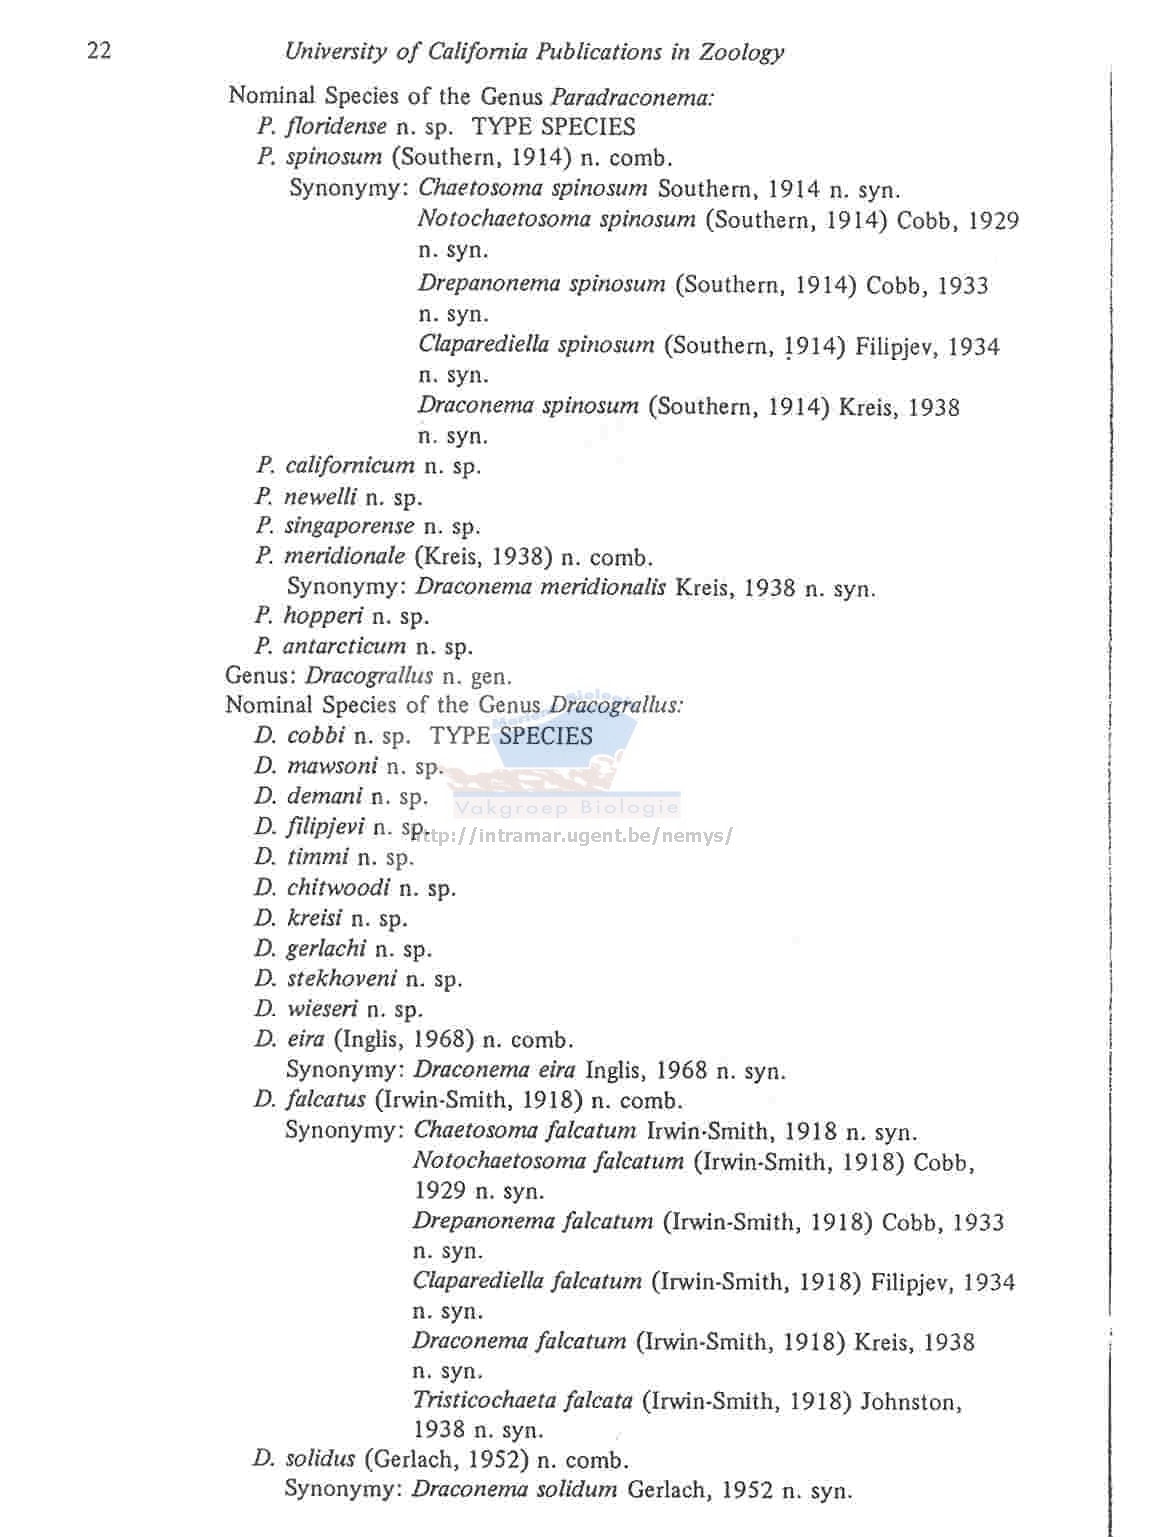 22
University of California Publications in Zoology
Nominal Species of the Genus Paradraconema:
P. floridense n. sp. TYPE SPECIES
P. spinosum (Southern, 1914) n. comb.
Synonymy: Chaetosoma spinosum Southern, 1914 n. syn.
Notochaetosoma spinosum (Southern, 1914) Cobb, 1929
n. syn.
Drepanonema spinosum (Southern, 1914) Cobb, 1933
n. syn.
Claparediella spinosum (Southern, 1914) Filipjev, 1934
n. syn.
Draconema spinosum (Southern, 1914) Kreis, 1938
n. syn.
P. californicum n. sp.
P. newelli n. sp.
P. singaporense n. sp.
P. meridionale (Kreis, 1938) n. comb.
Synonymy: Draconema meridionalis Kreis, 1938 n. syn.
P. hopperi n. sp.
P. antarcticum n. sp.
Genus: Dracograllus n. gen.
Nominal Species of the Genus Dracograllus:
Mariene Biologie
D. cobbi n. sp. TYPE SPECIES
D. mawsoni n. sp.
D. demani n. sp.
Vakgroep Biologie
D. filipjevi n. sp.
http://intramar.ugent.be/nemys/
D. timmi n. sp.
D. chitwoodi n. sp.
D. kreisi n. sp.
D. gerlachi n. sp.
D. stekhoveni n. sp.
D. wieseri n. sp.
D. eira (Inglis, 1968) n. comb.
Synonymy: Draconema eira Inglis, 1968 n. syn.
D. falcatus (Irwin-Smith, 1918) n. comb.
Synonymy: Chaetosoma falcatum Irwin-Smith, 1918 n. syn.
Notochaetosoma falcatum (Irwin-Smith, 1918) Cobb,
1929 n. syn.
Drepanonema falcatum (Irwin-Smith, 1918) Cobb, 1933
n. syn.
Claparediella falcatum (Irwin-Smith, 1918) Filipjev, 1934
n. syn.
Draconema falcatum (Irwin-Smith, 1918) Kreis, 1938
n. syn.
Tristicochaeta falcata (Irwin-Smith, 1918) Johnston,
1938 n. syn.
D. solidus (Gerlach, 1952) n. comb.
Synonymy: Draconema solidum Gerlach, 1952 n. syn.